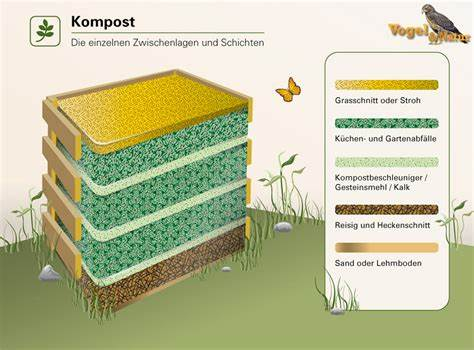 Kompost
Die einzelnen Zwischenlagen und Schichten
Vogel
Grasschnitt oder Stroh
Küchen- und Gartenabfälle
Kompostbeschleuniger /
Gesteinsmehl / Kalk
Reisig und Heckenschnitt
Sand oder Lehmboden